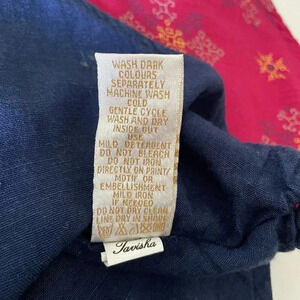 WASH DARK
COLOURS
SEPARATELY
MACHINE WASH
COLD
GENTLE CYCLE
WASH AND DRY
INSIDE OUT
USE
MILD DETERGENT
DO NOT BLEACH
DO NOT IRON
DIRECTLY ON PRINT/
MOTIF OR
EMBELLISHMENT
MILD IRON
IF NEEDED
DO NOT DRY CLEAN
LINE DRY IN SHADE
Tavisha